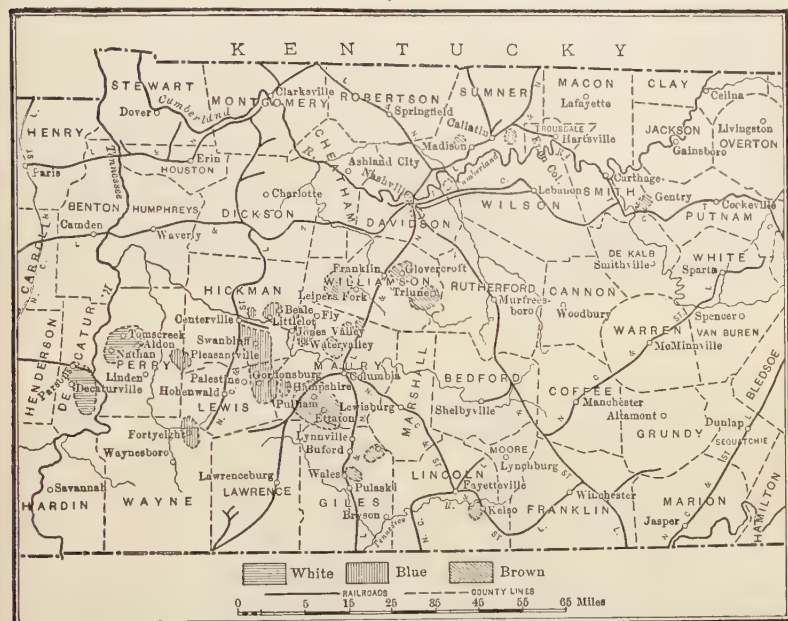 KENTUCKY
STEWART
Clarksville
MONTGOMERY
ROBERTSON
SUMNER
MACON
CLAY
Celina
Dover
Cumberland
Springfield
Lafayette
HENRY
Gallatin
TROUSDALE
Hartsville
JACKSON
Livingston
OVERTON
Gainsboro
Paris
Erin
HOUSTON
CHEATHAM
Ashland City
Madison
Nashville
Cumberland
Tennessee
Charlotte
Carthage
Lebanon
SMITH
Gentry
BENTON
HUMPHREYS
DICKSON
DAVIDSON
WILSON
Cookeville
PUTNAM
Camden
Waverly
CARROLL
DE KALB
Smithville
WHITE
Sparta
Franklin
Glovercroft
WILLIAMSON
HICKMAN
Leipers Fork
Triune
RUTHERFORD
Murfrees-
boro
CANNON
Woodbury
Spencer
VAN BUREN
Centerville
Beale
Littlelot
Fly
Jones Valley
Watervalley
WARREN
McMinnville
HENDERSON
DECATUR
Tomscreek
Aldon
Nathan
PERRY
Swanbluff
Pleasantville
MAURY
Columbia
MARSHALL
BEDFORD
COFFEE
BLEDSOE
Parsons
Linden
Decaturville
Palestine
Gordonsburg
Hampshire
Hohenwald
LEWIS
Pulham
Ettaton
Lewisburg
Shelbyville
Manchester
Altamont
GRUNDY
Dunlap
SEQUATCHIE
Fortyeight
Waynesboro
Lynnville
Buford
MOORE
Lynchburg
Lawrenceburg
LAWRENCE
Wales
Pulaski
LINCOLN
Fayetteville
Winchester
Savannah
HARDIN
WAYNE
GILES
Bryson
Kelso
FRANKLIN
MARION
Jasper
HAMILTON
White
Blue
Brown
RAILROADS
COUNTY LINES
0 5 15 25 35 45 55 65 Miles